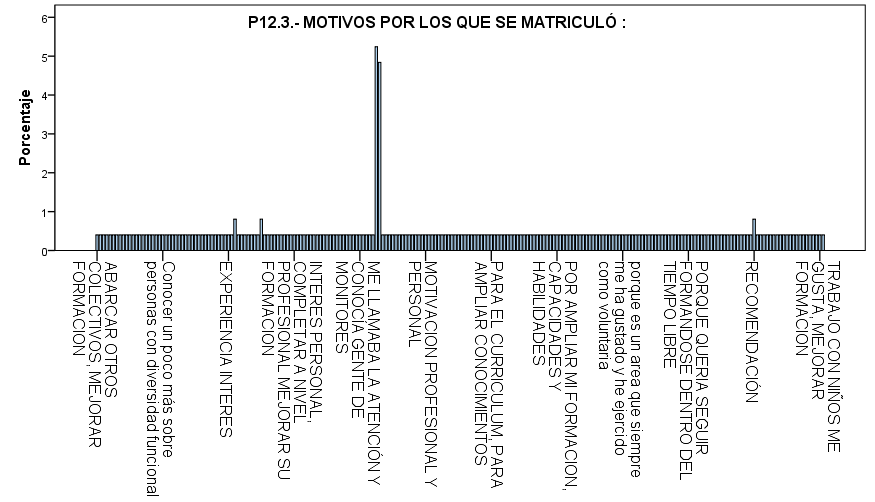 P12.3.- MOTIVOS POR LOS QUE SE MATRICULÓ :
Porcentaje
6
5
4
3
2
1
0
ABARCAR OTROS
COLECTIVOS, MEJORAR
FORMACION
Conocer un poco más sobre
personas con diversidad funcional
EXPERIENCIA INTERES
INTERES PERSONAL,
COMPLETAR A NIVEL
PROFESIONAL MEJORAR SU
FORMACION
ME LLAMABA LA ATENCIÓN Y
CONOCIA GENTE DE
MONITORES
MOTIVACION PROFESIONAL Y
PERSONAL
PARA EL CURRICULUM, PARA
AMPLIAR CONOCIMIENTOS
POR AMPLIAR MI FORMACION,
CAPACIDADES Y
HABILIDADES
porque es un area que siempre
me ha gustado y he ejercido
como voluntaria
PORQUE QUERIA SEGUIR
FORMANDOSE DENTRO DEL
TIEMPO LIBRE
RECOMENDACIÓN
TRABAJO CON NIÑOS ME
GUSTA, MEJORAR
FORMACION